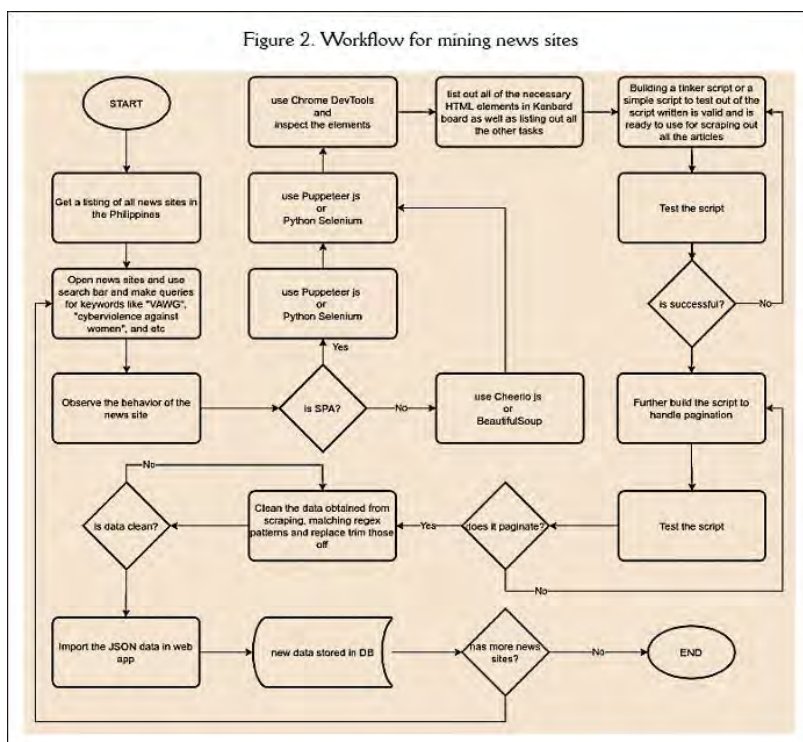 Figure 2. Workflow for mining news sites
START
Get a listing of all news sites in
the Philippines
Open news sites and use
search bar and make queries
for keywords like "VAWG",
"cyberviolence against
women", and etc
Observe the behavior of the
news site
is SPA?
Yes
No
use Puppeteer js
or
Python Selenium
use Puppeteer js
or
Python Selenium
use Cheerio js
or
BeautifulSoup
use Chrome DevTools
and
inspect the elements
list out all of the necessary
HTML elements in Kanbard
board as well as listing out all
the other tasks
Building a tinker script or a
simple script to test out of the
script written is valid and is
ready to use for scraping out
all the articles
Test the script
is successful?
No
Further build the script to
handle pagination
Test the script
does it paginate?
No
Yes
Clean the data obtained from
scraping, matching regex
patterns and replace trim those
off
is data clean?
No
Import the JSON data in web
app
new data stored in DB
has more news
sites?
No
END